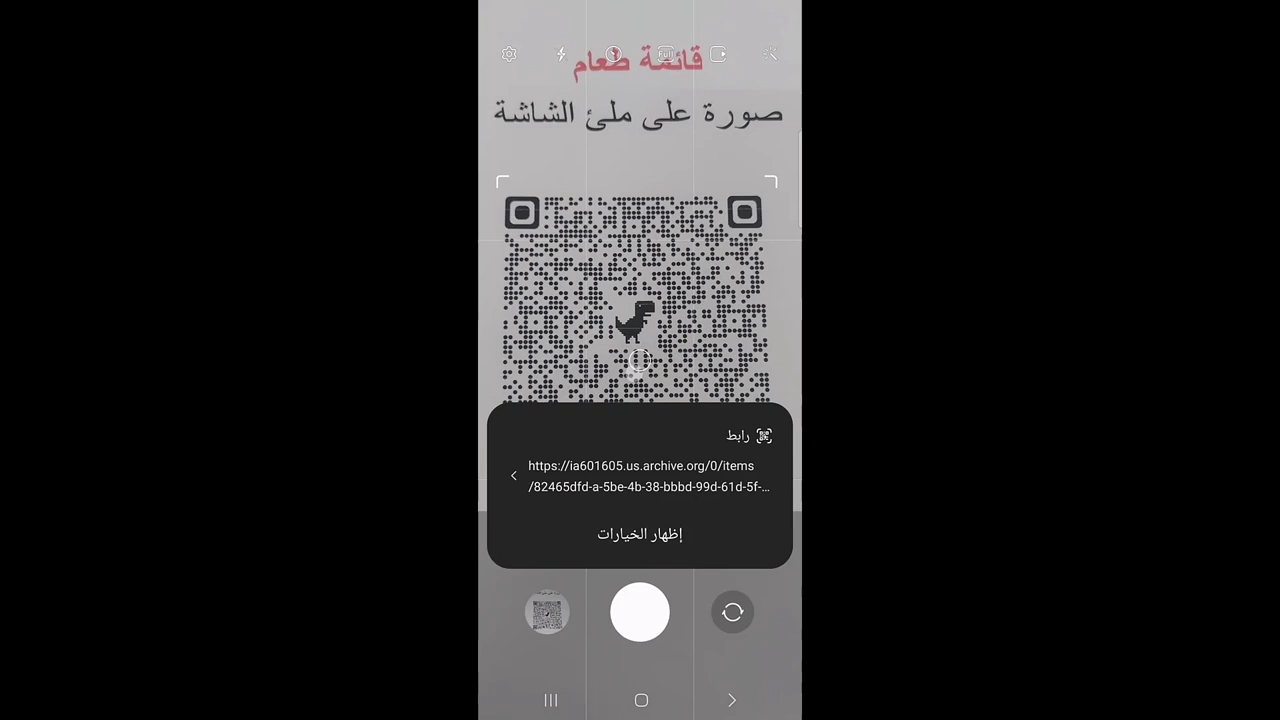 قائمة طعام
صورة على ملئ الشاشة
رابط
https://ia601605.us.archive.org/0/items
/82465dfd-a-5be-4b-38-bbbd-99d-61d-5f-...
إظهار الخيارات